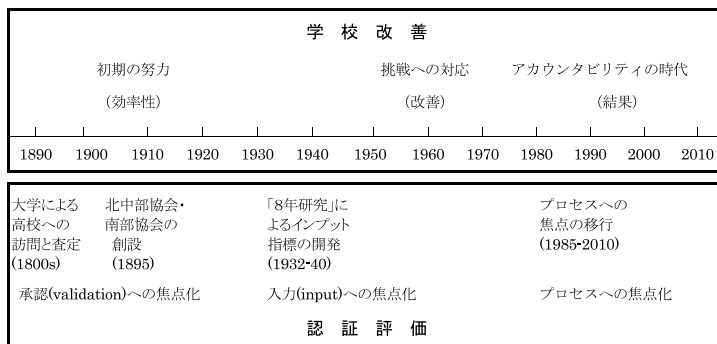 学校改善
初期の努力 挑戦への対応 アカウンタビリティの時代
(効率性) (改善) (結果)
1890 1900 1910 1920 1930 1940 1950 1960 1970 1980 1990 2000 2010
大学による 北中部協会・ 「8年研究」に プロセスへの
高校への 南部協会の よるインプット 焦点の移行
訪問と査定 創設 指標の開発 (1985-2010)
(1800s) (1895) (1932-40)
承認(validation)への焦点化 入力(input)への焦点化 プロセスへの焦点化
認証評価